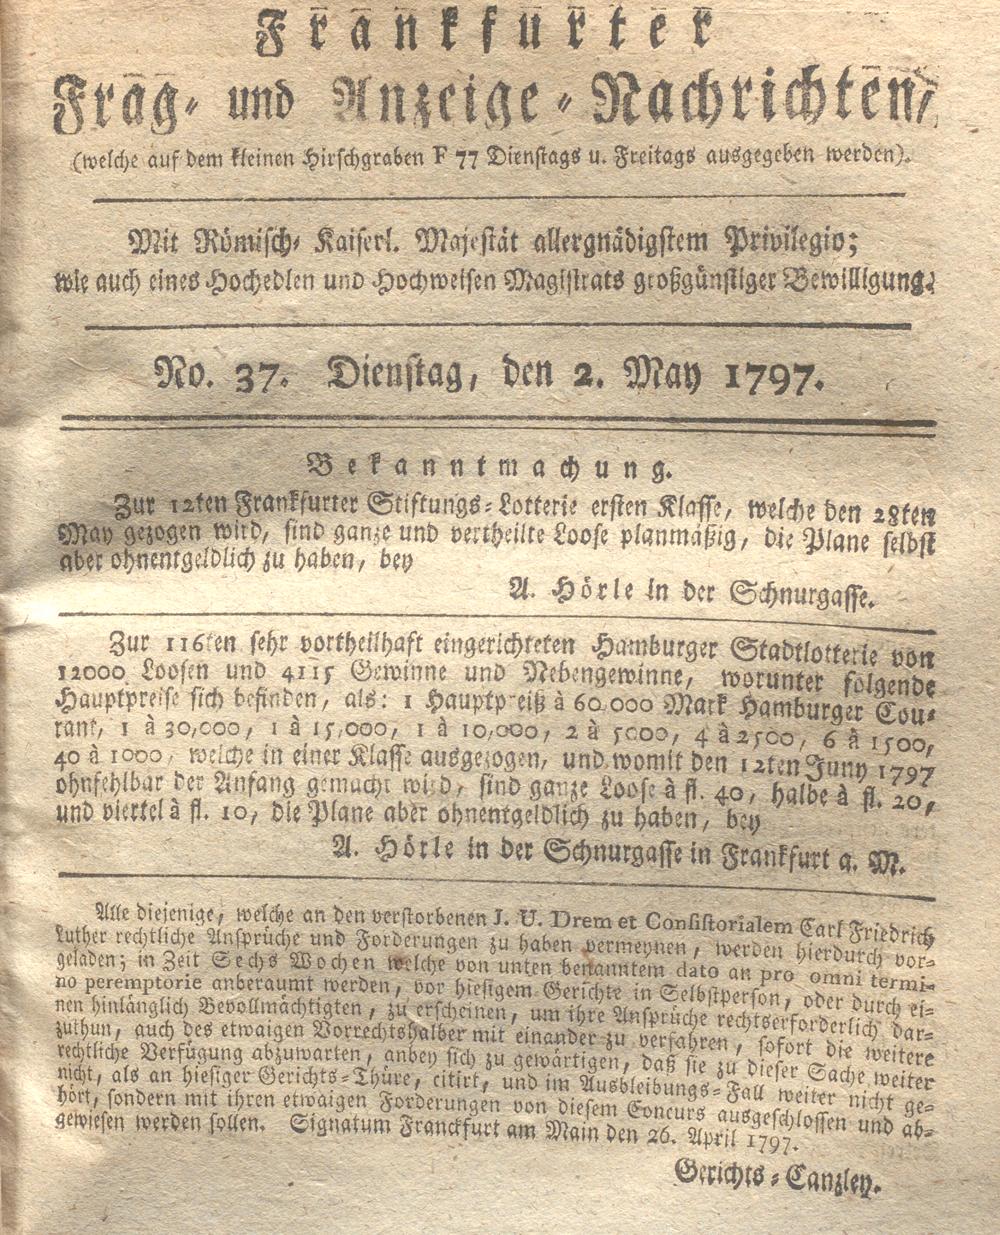 Frankfurter
Frag- und Anzeige-Nachrichten,
(welche auf dem kleinen Hirschgraben F 77 Dienstags u. Freitags ausgegeben werden).
Mit Römisch-Kaiserl. Majestät allergnädigstem Privilegio;
wie auch eines Hochedlen und Hochweisen Magistrats großgünstiger Bewilligung.
No. 37. Dienstag, den 2. May 1797.
Bekanntmachung.
Zur 12ten Frankfurter Stiftungs-Lotterie ersten Klasse, welche den 28ten
May gezogen wird, sind ganze und vertheilte Loose planmäßig, die Plane selbst
aber ohnentgeldlich zu haben, bey
A. Hörle in der Schnurgasse.
Zur 116ten sehr vortheilhaft eingerichteten Hamburger Stadtlotterie von
12000 Loosen und 4115 Gewinne und Nebengewinne, worunter folgende
Hauptpreise sich befinden, als: 1 Hauptpreiß à 60,000 Mark Hamburger Cou-
rant, 1 à 30,000, 1 à 15,000, 1 à 10,000, 2 à 5000, 4 à 2500, 6 à 1500,
40 à 1000, welche in einer Klasse ausgezogen, und womit den 12ten Juny 1797
ohnfehlbar der Anfang gemacht wird, sind ganze Loose à fl. 40, halbe à fl. 20,
und viertel à fl. 10, die Plane aber ohnentgeldlich zu haben, bey
A. Hörle in der Schnurgasse in Frankfurt a. M.
Alle diejenige, welche an den verstorbenen J. U. Drem et Consistorialem Carl Friedrich
Luther rechtliche Ansprüche und Forderungen zu haben vermeynen, werden hierdurch vor-
geladen; in Zeit Sechs Wochen welche von unten benanntem dato an pro omni termi-
no peremptorie anberaumt werden, vor hiesigem Gerichte in Selbstperson, oder durch ei-
nen hinlänglich Bevollmächtigten, zu erscheinen, um ihre Ansprüche rechtserforderlich dar-
zuthun, auch des etwaigen Vorrechtshalber mit einander zu verfahren, sofort die weitere
rechtliche Verfügung abzuwarten, anbey sich zu gewärtigen, daß sie zu dieser Sache weiter
nicht, als an hiesiger Gerichts-Thüre, citirt, und im Ausbleibungs-Fall weiter nicht ge-
hört, sondern mit ihren etwaigen Forderungen von diesem Concurs ausgeschlossen und ab-
gewiesen werden sollen. Signatum Franckfurt am Main den 26. April 1797.
Gerichts-Canzley.